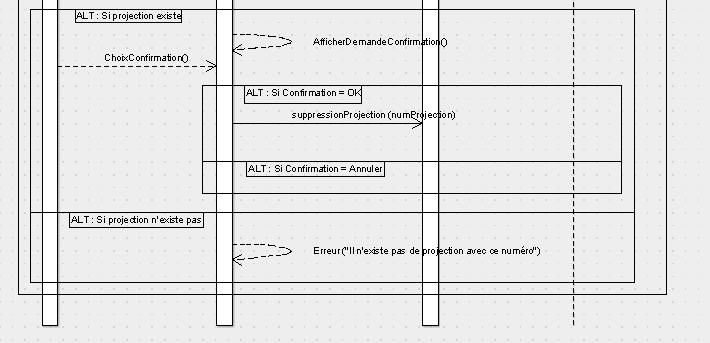 ALT : Si projection existe
AfficherDemandeConfirmation()
ChoixConfirmation()
ALT : Si Confirmation = OK
suppressionProjection (numProjection)
ALT : Si Confirmation = Annuler
ALT : Si projection n'existe pas
Erreur ("Il n'existe pas de projection avec ce numéro")